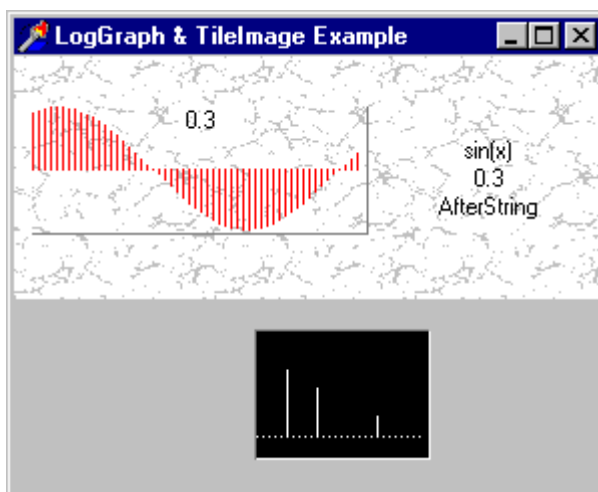 LogGraph & TileImage Example
0.3
sin(x)
0.3
AfterString